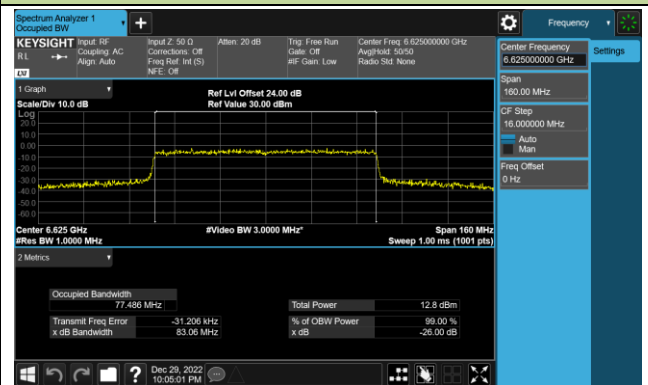 Spectrum Analyzer 1
Occupied BW
+
Frequency
KEYSIGHT
Input: RF
Input Z: 50 Ω
Atten: 20 dB
Trig: Free Run
Center Freq: 6.625000000 GHz
RL
Coupling: AC
Corrections: Off
Gate: Off
Avg|Hold: 50/50
Align: Auto
Freq Ref: Int (S)
#IF Gain: Low
Radio Std: None
NFE: Off
LXI
Center Frequency
6.625000000 GHz
Settings
Span
160.00 MHz
CF Step
16.000000 MHz
Auto
Man
Freq Offset
0 Hz
1 Graph
Ref Lvl Offset 24.00 dB
Scale/Div 10.0 dB
Ref Value 30.00 dBm
Log
20.0
10.0
0.00
-10.0
-20.0
-30.0
-40.0
-50.0
-60.0
Center 6.625 GHz
#Video BW 3.0000 MHz*
Span 160 MHz
#Res BW 1.0000 MHz
Sweep 1.00 ms (1001 pts)
2 Metrics
Occupied Bandwidth
77.486 MHz
Total Power
12.8 dBm
Transmit Freq Error
-31.206 kHz
% of OBW Power
99.00 %
x dB Bandwidth
83.06 MHz
x dB
-26.00 dB
?
Dec 29, 2022
10:05:01 PM